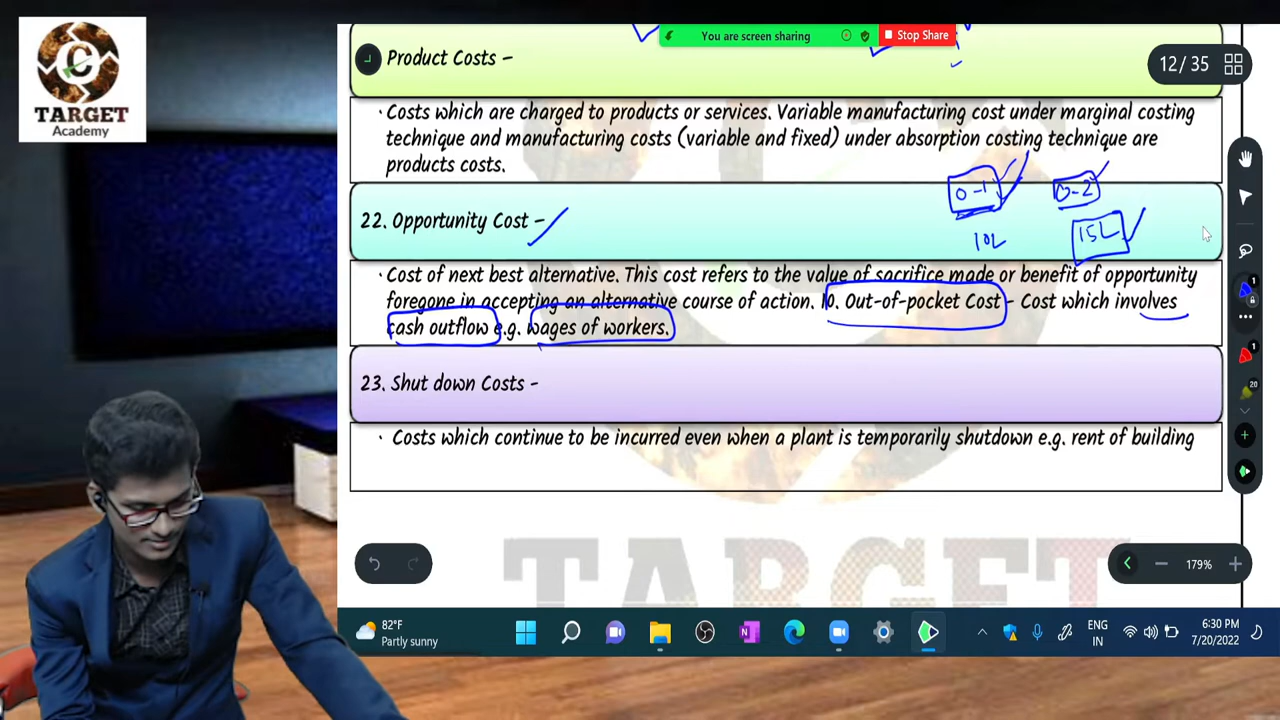 TARGET
Academy
You are screen sharing
Stop Share
Product Costs –
12 / 35
· Costs which are charged to products or services. Variable manufacturing cost under marginal costing
technique and manufacturing costs (variable and fixed) under absorption costing technique are
products costs.
O-1
O-2
22. Opportunity Cost –
10L
15L
· Cost of next best alternative. This cost refers to the value of sacrifice made or benefit of opportunity
foregone in accepting an alternative course of action. 10. Out-of-pocket Cost – Cost which involves
cash outflow e.g. wages of workers.
23. Shut down Costs –
· Costs which continue to be incurred even when a plant is temporarily shutdown e.g. rent of building
1
1
20
TARGET
179%
82°F
Partly sunny
ENG
IN
6:30 PM
7/20/2022